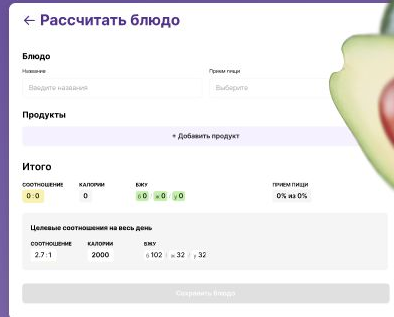 ← Рассчитать блюдо
Блюдо
Название Прием пищи
Введите название Выберите
Продукты
+ Добавить продукт
Итого
СООТНОШЕНИЕ КАЛОРИИ БЖУ ПРИЕМ ПИЩИ
0:0 0 б 0 ж 0 у 0 0% из 0%
Целевые соотношения на весь день
СООТНОШЕНИЕ КАЛОРИИ БЖУ
2.7:1 2000 б 102 / ж 32 / у 32
Сохранить блюдо